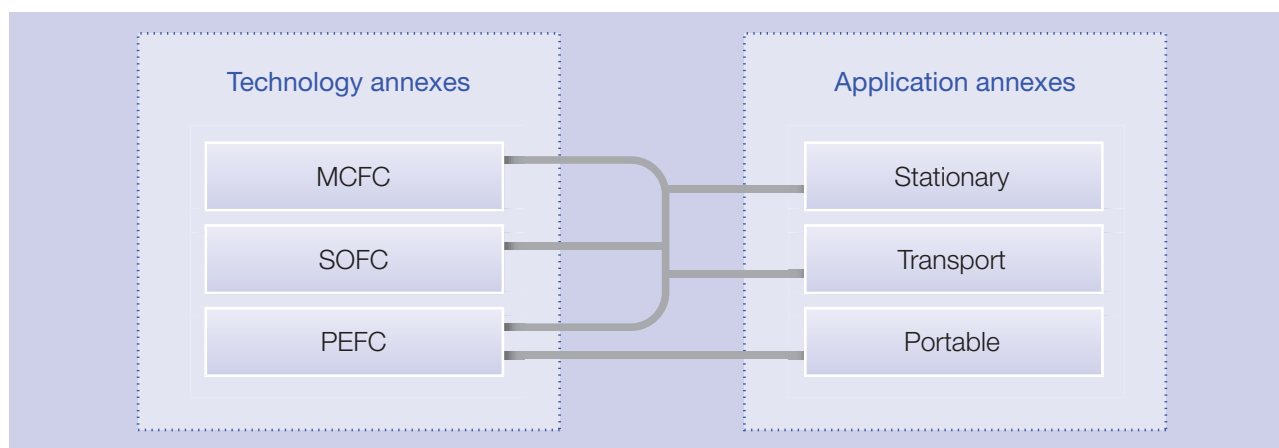 Technology annexes
MCFC
SOFC
PEFC
Application annexes
Stationary
Transport
Portable